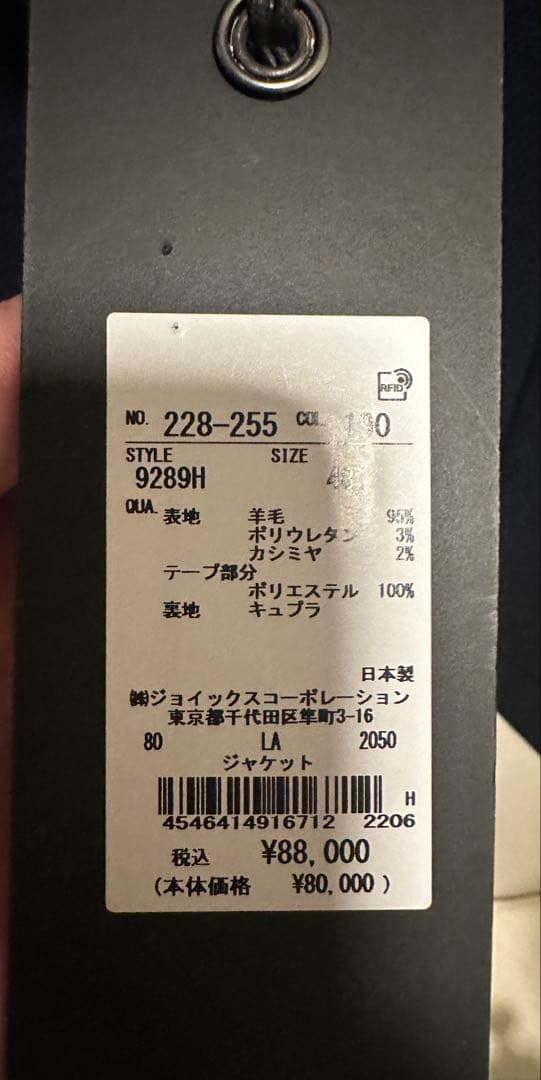 RFID
NO. 228-255 COL. 190
STYLE SIZE
9289H
QUA. 表地 羊毛 95%
ポリウレタン 3%
カシミヤ 2%
テープ部分
ポリエステル 100%
裏地 キュプラ
日本製
㈱ジョイックスコーポレーション
東京都千代田区隼町3-16
80 LA 2050
ジャケット
H
4546414916712 2206
税込 ¥88,000
(本体価格 ¥80,000)